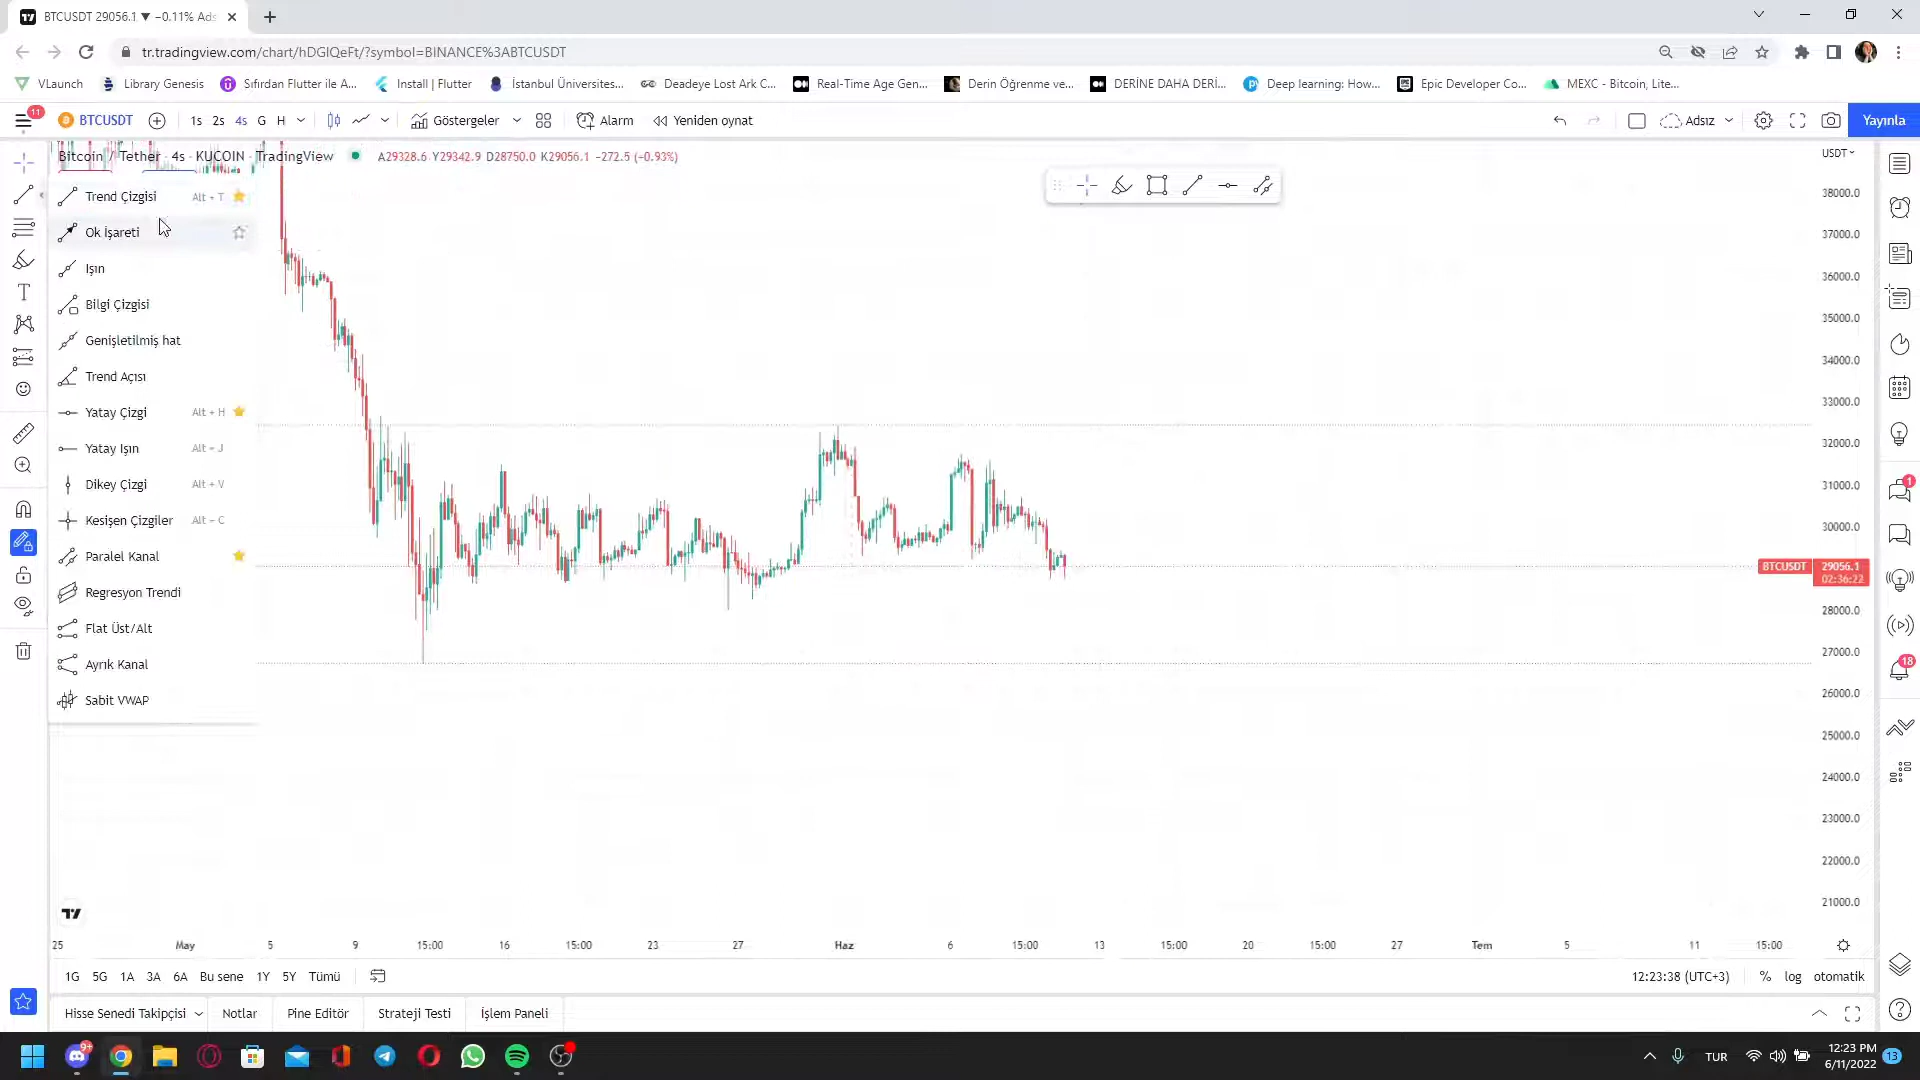 BTCUSDT 29056.1 ▼ −0.11% Ads
tr.tradingview.com/chart/hDGlQeFt/?symbol=BINANCE%3ABTCUSDT
VLaunch
Library Genesis
Sıfırdan Flutter ile A...
Install | Flutter
İstanbul Üniversites...
Deadeye Lost Ark C...
Real-Time Age Gen...
Derin Öğrenme ve...
DERİNE DAHA DERİ...
Deep learning: How...
Epic Developer Co...
MEXC - Bitcoin, Lite...
11
BTCUSDT
1s 2s 4s G H
Göstergeler
Alarm
Yeniden oynat
Adsız
Yayınla
Bitcoin / Tether · 4s · KUCOIN · TradingView
A29328.6 Y29342.9 D28750.0 K29056.1 −272.5 (−0.93%)
USDT
Trend Çizgisi Alt + T
Ok İşareti
Işın
Bilgi Çizgisi
Genişletilmiş hat
Trend Açısı
Yatay Çizgi Alt + H
Yatay Işın Alt + J
Dikey Çizgi Alt + V
Kesişen Çizgiler Alt + C
Paralel Kanal
Regresyon Trendi
Flat Üst/Alt
Ayrık Kanal
Sabit VWAP
38000.0
37000.0
36000.0
35000.0
34000.0
33000.0
32000.0
31000.0
30000.0
BTCUSDT 29056.1
02:36:22
28000.0
27000.0
26000.0
25000.0
24000.0
23000.0
22000.0
21000.0
1
18
25 May 5 9 15:00 16 15:00 23 27 Haz 6 15:00 13 15:00 20 15:00 27 Tem 5 11 15:00
1G 5G 1A 3A 6A Bu sene 1Y 5Y Tümü
12:23:38 (UTC+3) % log otomatik
Hisse Senedi Takipçisi
Notlar
Pine Editör
Strateji Testi
İşlem Paneli
9+
TUR
12:23 PM
6/11/2022
13